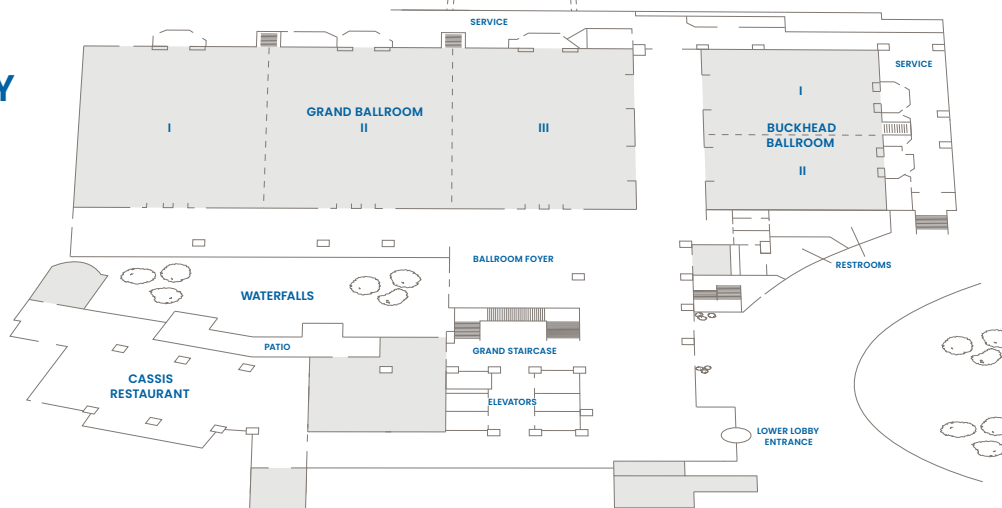 SERVICE
SERVICE
Y
GRAND BALLROOM
I
II
III
I
BUCKHEAD
BALLROOM
II
BALLROOM FOYER
RESTROOMS
WATERFALLS
PATIO
GRAND STAIRCASE
CASSIS
RESTAURANT
ELEVATORS
LOWER LOBBY
ENTRANCE